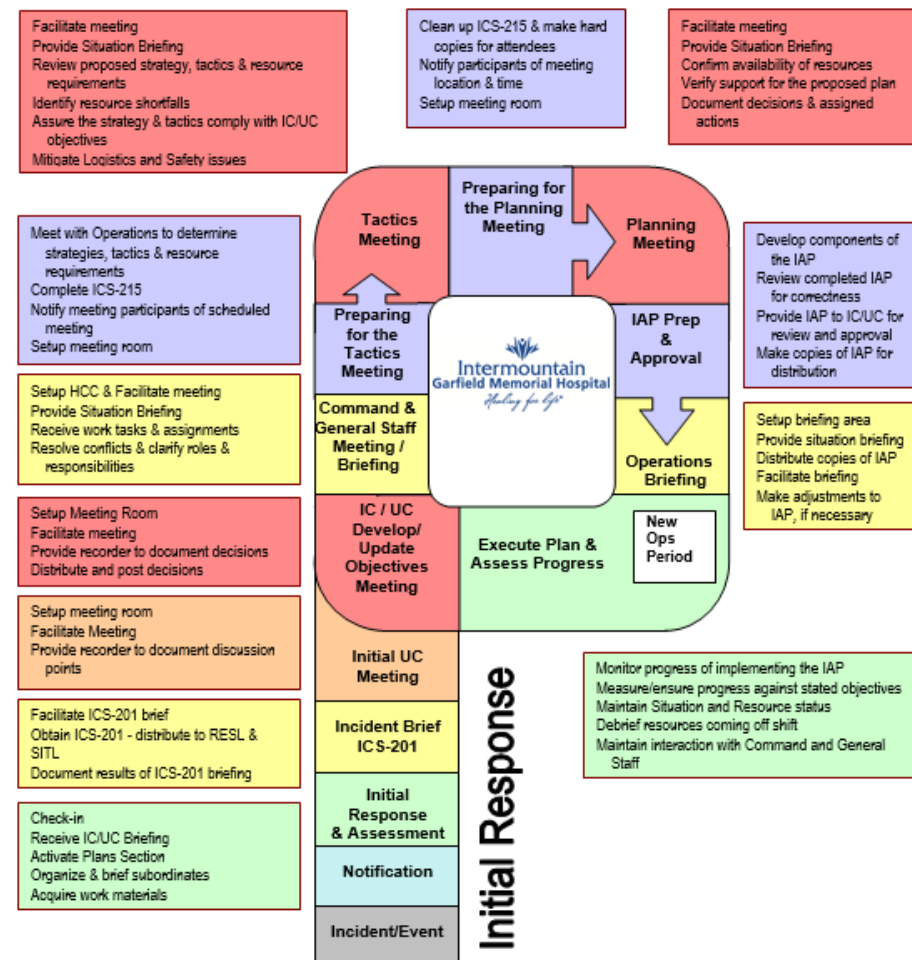 Facilitate meeting
Provide Situation Briefing
Review proposed strategy, tactics & resource
requirements
Identify resource shortfalls
Assure the strategy & tactics comply with IC/UC
objectives
Mitigate Logistics and Safety issues
Clean up ICS-215 & make hard
copies for attendees
Notify participants of meeting
location & time
Setup meeting room
Facilitate meeting
Provide Situation Briefing
Confirm availability of resources
Verify support for the proposed plan
Document decisions & assigned
actions
Tactics
Meeting
Preparing for
the Planning
Meeting
Planning
Meeting
Meet with Operations to determine
strategies, tactics & resource
requirements
Complete ICS-215
Notify meeting participants of scheduled
meeting
Setup meeting room
Preparing
for the
Tactics
Meeting
Intermountain
Garfield Memorial Hospital
Healing for life®
IAP Prep
&
Approval
Develop components of
the IAP
Review completed IAP
for correctness
Provide IAP to IC/UC for
review and approval
Make copies of IAP for
distribution
Setup HCC & Facilitate meeting
Provide Situation Briefing
Receive work tasks & assignments
Resolve conflicts & clarify roles &
responsibilities
Command &
General Staff
Meeting /
Briefing
Operations
Briefing
Setup briefing area
Provide situation briefing
Distribute copies of IAP
Facilitate briefing
Make adjustments to
IAP, if necessary
Setup Meeting Room
Facilitate meeting
Provide recorder to document decisions
Distribute and post decisions
IC / UC
Develop/
Update
Objectives
Meeting
Execute Plan &
Assess Progress
New
Ops
Period
Setup meeting room
Facilitate Meeting
Provide recorder to document discussion
points
Initial UC
Meeting
Monitor progress of implementing the IAP
Measure/ensure progress against stated objectives
Maintain Situation and Resource status
Debrief resources coming off shift
Maintain interaction with Command and General
Staff
Facilitate ICS-201 brief
Obtain ICS-201 - distribute to RESL &
SITL
Document results of ICS-201 briefing
Incident Brief
ICS-201
Check-in
Receive IC/UC Briefing
Activate Plans Section
Organize & brief subordinates
Acquire work materials
Initial
Response
& Assessment
Notification
Incident/Event
Initial Response